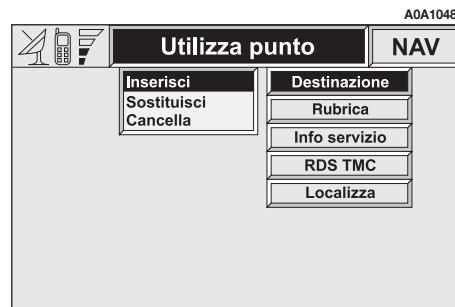 A0A1048
Utilizza punto
NAV
Inserisci
Sostituisci
Cancella
Destinazione
Rubrica
Info servizio
RDS TMC
Localizza